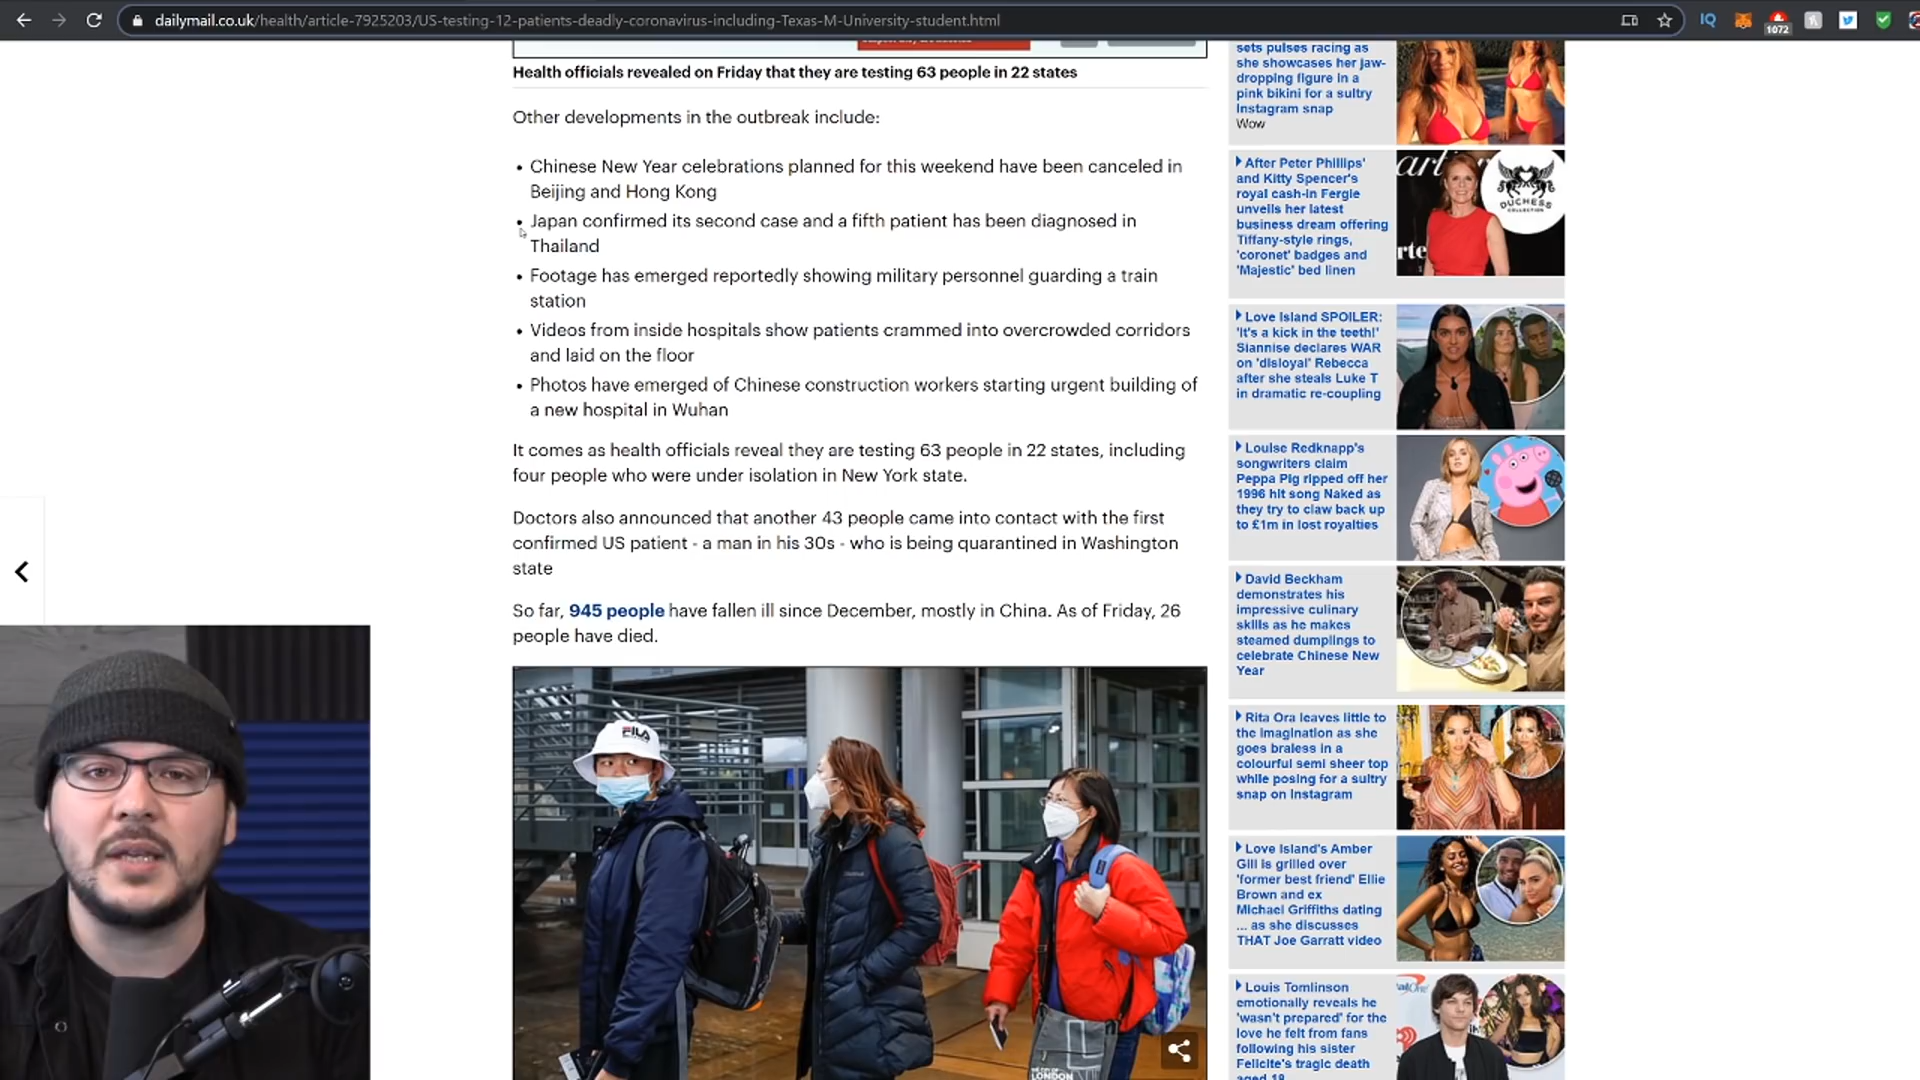 dailymail.co.uk/health/article-7925203/US-testing-12-patients-deadly-coronavirus-including-Texas-M-University-student.html
1072
Health officials revealed on Friday that they are testing 63 people in 22 states
Other developments in the outbreak include:
• Chinese New Year celebrations planned for this weekend have been canceled in
Beijing and Hong Kong
• Japan confirmed its second case and a fifth patient has been diagnosed in
Thailand
• Footage has emerged reportedly showing military personnel guarding a train
station
• Videos from inside hospitals show patients crammed into overcrowded corridors
and laid on the floor
• Photos have emerged of Chinese construction workers starting urgent building of
a new hospital in Wuhan
It comes as health officials reveal they are testing 63 people in 22 states, including
four people who were under isolation in New York state.
Doctors also announced that another 43 people came into contact with the first
confirmed US patient - a man in his 30s - who is being quarantined in Washington
state
So far, 945 people have fallen ill since December, mostly in China. As of Friday, 26
people have died.
FILA
LONDON
sets pulses racing as
she showcases her jaw-
dropping figure in a
pink bikini for a sultry
Instagram snap
Wow
After Peter Phillips'
and Kitty Spencer's
royal cash-in Fergie
unveils her latest
business dream offering
Tiffany-style rings,
'coronet' badges and
'Majestic' bed linen
DUCHESS
COLLECTION
Love Island SPOILER:
'It's a kick in the teeth!'
Siannise declares WAR
on 'disloyal' Rebecca
after she steals Luke T
in dramatic re-coupling
Louise Redknapp's
songwriters claim
Peppa Pig ripped off her
1996 hit song Naked as
they try to claw back up
to £1m in lost royalties
David Beckham
demonstrates his
impressive culinary
skills as he makes
steamed dumplings to
celebrate Chinese New
Year
Rita Ora leaves little to
the imagination as she
goes braless in a
colourful semi sheer top
while posing for a sultry
snap on Instagram
Love Island's Amber
Gill is grilled over
'former best friend' Ellie
Brown and ex
Michael Griffiths dating
... as she discusses
THAT Joe Garratt video
Louis Tomlinson
emotionally reveals he
'wasn't prepared' for the
love he felt from fans
following his sister
Felicite's tragic death
aged 18